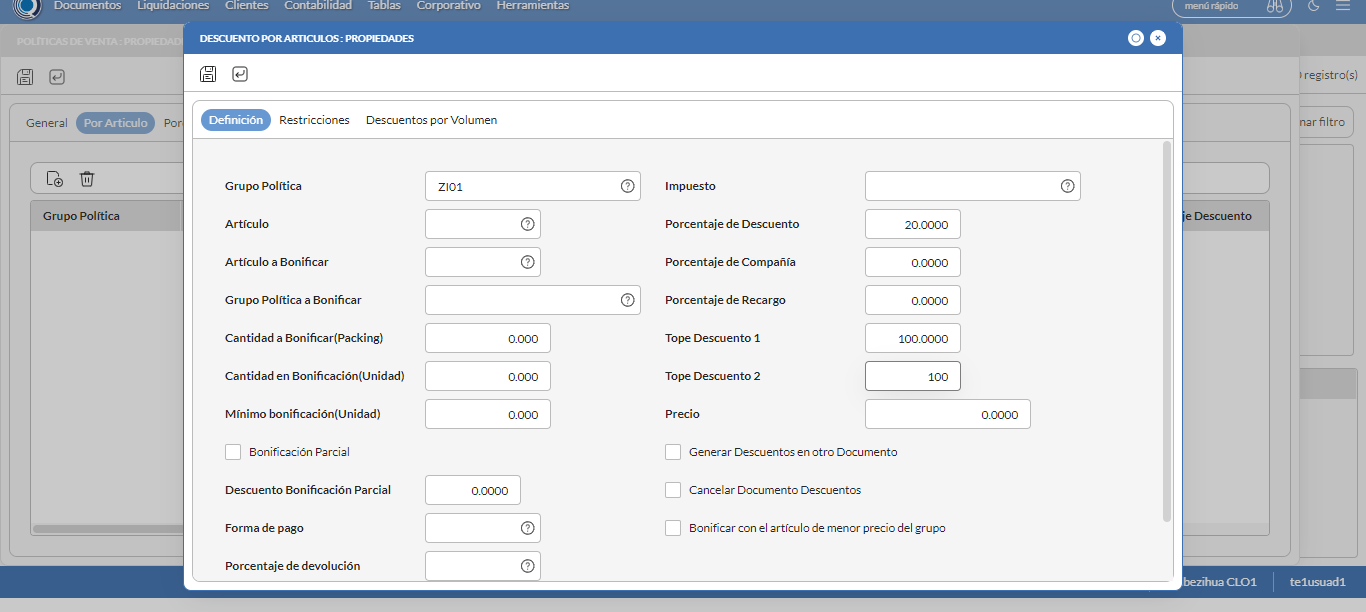 Documentos Liquidaciones Clientes Contabilidad Tablas Corporativo Herramientas menú rápido
POLÍTICAS DE VENTA : PROPIEDAD
DESCUENTO POR ARTICULOS : PROPIEDADES
registro(s)
General Por Articulo Por
nar filtro
Definición Restricciones Descuentos por Volumen
Grupo Política
je Descuento
Grupo Política ZI01 Impuesto
Artículo Porcentaje de Descuento 20.0000
Artículo a Bonificar Porcentaje de Compañía 0.0000
Grupo Política a Bonificar Porcentaje de Recargo 0.0000
Cantidad a Bonificar(Packing) 0.000 Tope Descuento 1 100.0000
Cantidad en Bonificación(Unidad) 0.000 Tope Descuento 2 100
Mínimo bonificación(Unidad) 0.000 Precio 0.0000
Bonificación Parcial Generar Descuentos en otro Documento
Descuento Bonificación Parcial 0.0000 Cancelar Documento Descuentos
Forma de pago Bonificar con el artículo de menor precio del grupo
Porcentaje de devolución
bezihua CLO1 te1usuad1